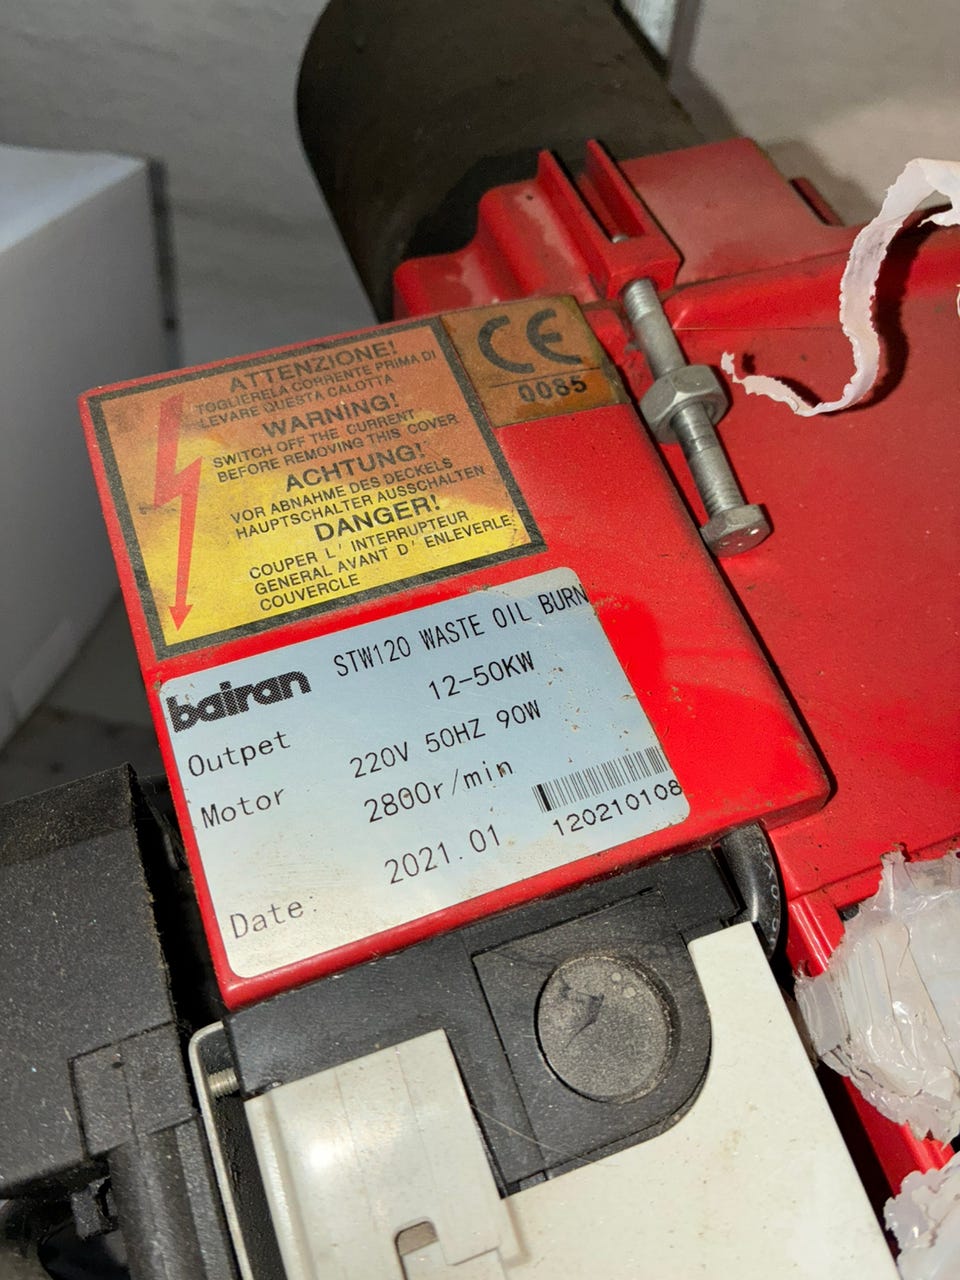 ATTENZIONE!
TOGLIERE LA CORRENTE PRIMA DI
LEVARE QUESTA CALOTTA
WARNING!
SWITCH OFF THE CURRENT
BEFORE REMOVING THIS COVER
ACHTUNG!
VOR ABNAHME DES DECKELS
HAUPTSCHALTER AUSSCHALTEN
DANGER!
COUPER L' INTERRUPTEUR
GENERAL AVANT D' ENLEVERLE
COUVERCLE
CE
0085
bairan STW120 WASTE OIL BURN
Outpet 12-50KW
Motor 220V 50HZ 90W
2800r/min
Date: 2021.01
120210108